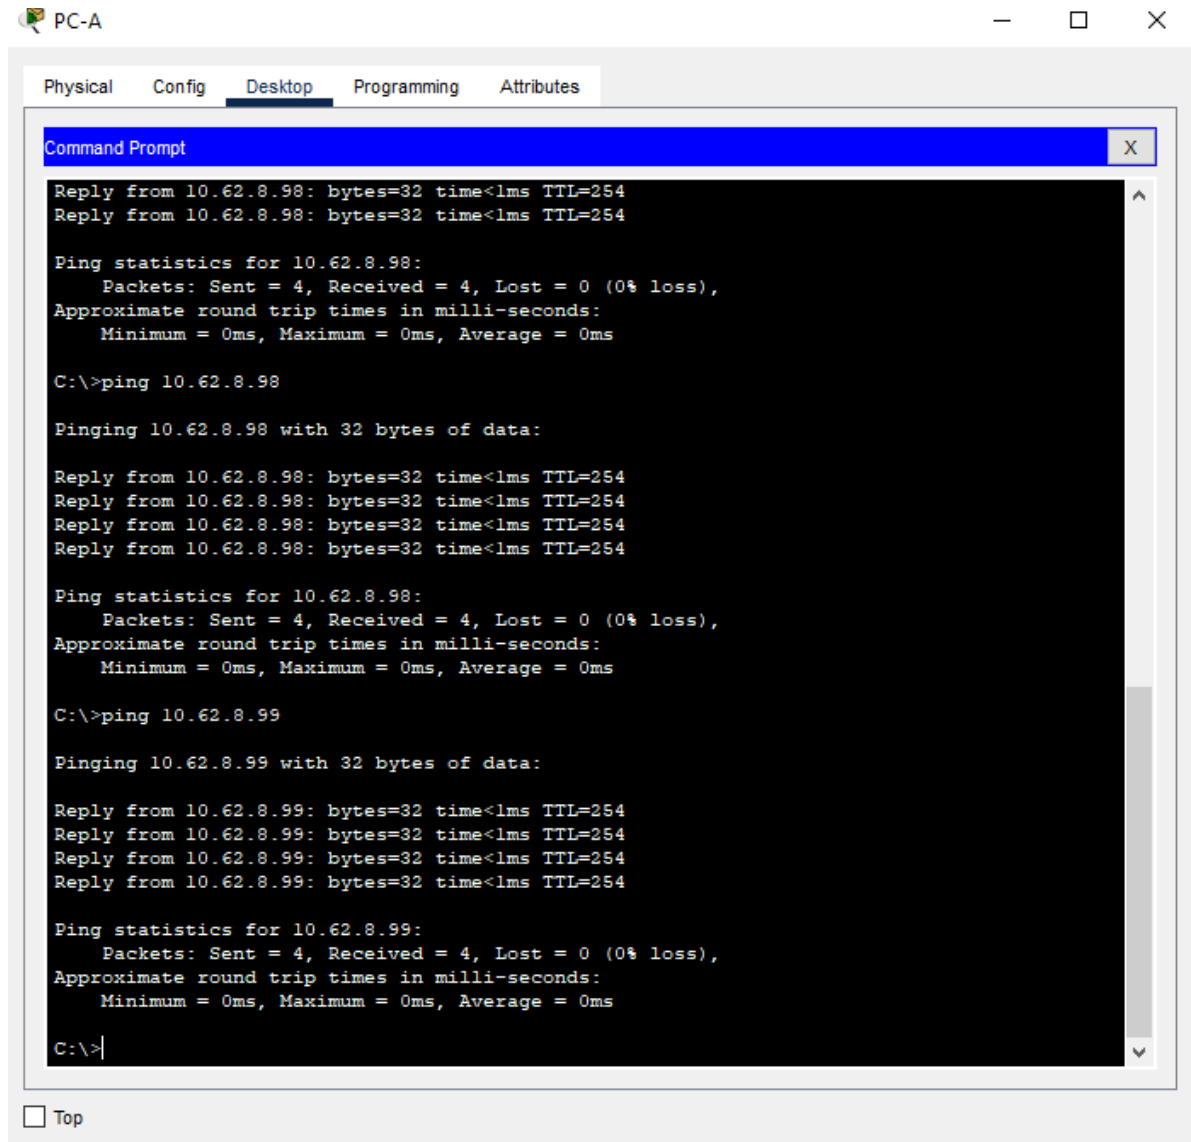 PC-A
Physical Config Desktop Programming Attributes
Command Prompt X
Reply from 10.62.8.98: bytes=32 time<1ms TTL=254
Reply from 10.62.8.98: bytes=32 time<1ms TTL=254
Ping statistics for 10.62.8.98:
Packets: Sent = 4, Received = 4, Lost = 0 (0% loss),
Approximate round trip times in milli-seconds:
Minimum = 0ms, Maximum = 0ms, Average = 0ms
C:\>ping 10.62.8.98
Pinging 10.62.8.98 with 32 bytes of data:
Reply from 10.62.8.98: bytes=32 time<1ms TTL=254
Reply from 10.62.8.98: bytes=32 time<1ms TTL=254
Reply from 10.62.8.98: bytes=32 time<1ms TTL=254
Reply from 10.62.8.98: bytes=32 time<1ms TTL=254
Ping statistics for 10.62.8.98:
Packets: Sent = 4, Received = 4, Lost = 0 (0% loss),
Approximate round trip times in milli-seconds:
Minimum = 0ms, Maximum = 0ms, Average = 0ms
C:\>ping 10.62.8.99
Pinging 10.62.8.99 with 32 bytes of data:
Reply from 10.62.8.99: bytes=32 time<1ms TTL=254
Reply from 10.62.8.99: bytes=32 time<1ms TTL=254
Reply from 10.62.8.99: bytes=32 time<1ms TTL=254
Reply from 10.62.8.99: bytes=32 time<1ms TTL=254
Ping statistics for 10.62.8.99:
Packets: Sent = 4, Received = 4, Lost = 0 (0% loss),
Approximate round trip times in milli-seconds:
Minimum = 0ms, Maximum = 0ms, Average = 0ms
C:\>
Top